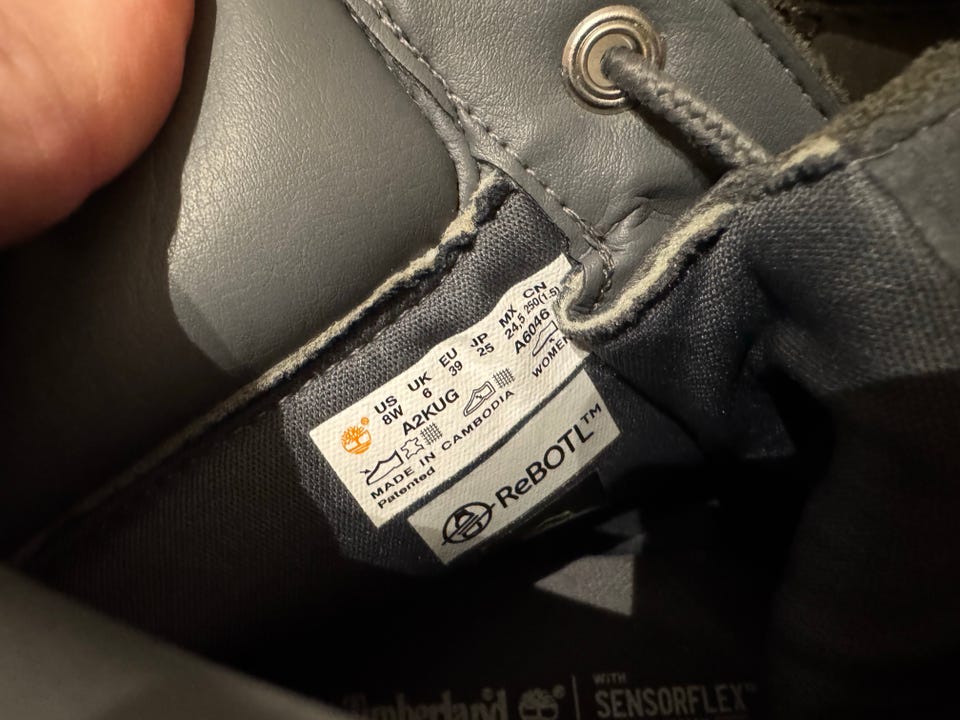 US UK EU JP MX CN
8W 6 39 25 24,5 250(1.5)
A2KUG A6046
WOMEN
MADE IN CAMBODIA
Patented
ReBOTL™
Timberland® | WITH
SENSORFLEX™